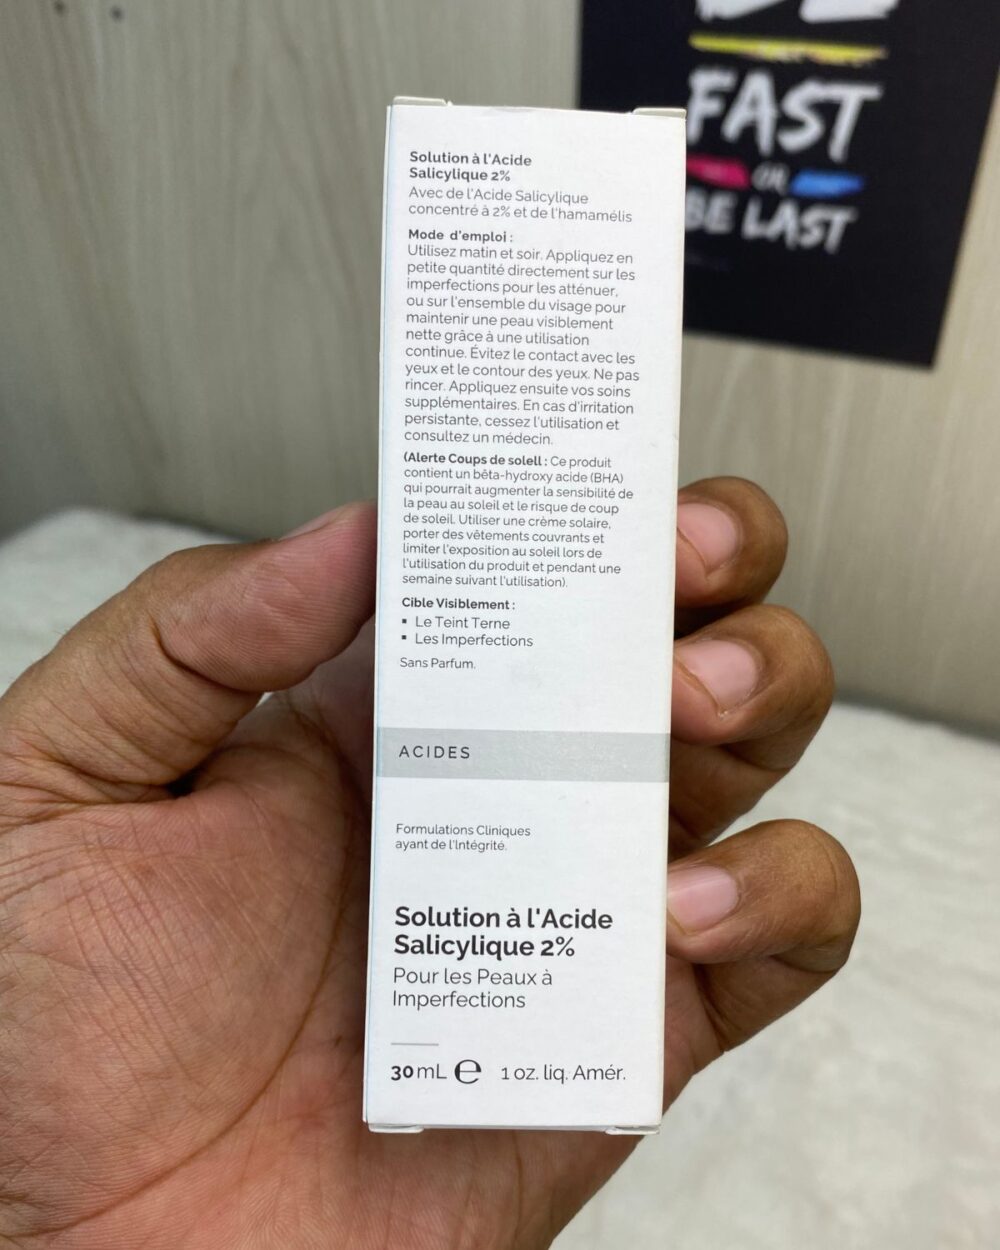 FAST
OR
BE LAST
Solution à l'Acide
Salicylique 2%
Avec de l'Acide Salicylique
concentré à 2% et de l'hamamélis
Mode d'emploi :
Utilisez matin et soir. Appliquez en
petite quantité directement sur les
imperfections pour les atténuer,
ou sur l'ensemble du visage pour
maintenir une peau visiblement
nette grâce à une utilisation
continue. Évitez le contact avec les
yeux et le contour des yeux. Ne pas
rincer. Appliquez ensuite vos soins
supplémentaires. En cas d'irritation
persistante, cessez l'utilisation et
consultez un médecin.
(Alerte Coups de solell : Ce produit
contient un bêta-hydroxy acide (BHA)
qui pourrait augmenter la sensibilité de
la peau au soleil et le risque de coup
de soleil. Utiliser une crème solaire,
porter des vêtements couvrants et
limiter l'exposition au soleil lors de
l'utilisation du produit et pendant une
semaine suivant l'utilisation).
Cible Visiblement :
▪ Le Teint Terne
▪ Les Imperfections
Sans Parfum.
ACIDES
Formulations Cliniques
ayant de l'Intégrité.
Solution à l'Acide
Salicylique 2%
Pour les Peaux à
Imperfections
30 mL ℮ 1 oz. liq. Amér.